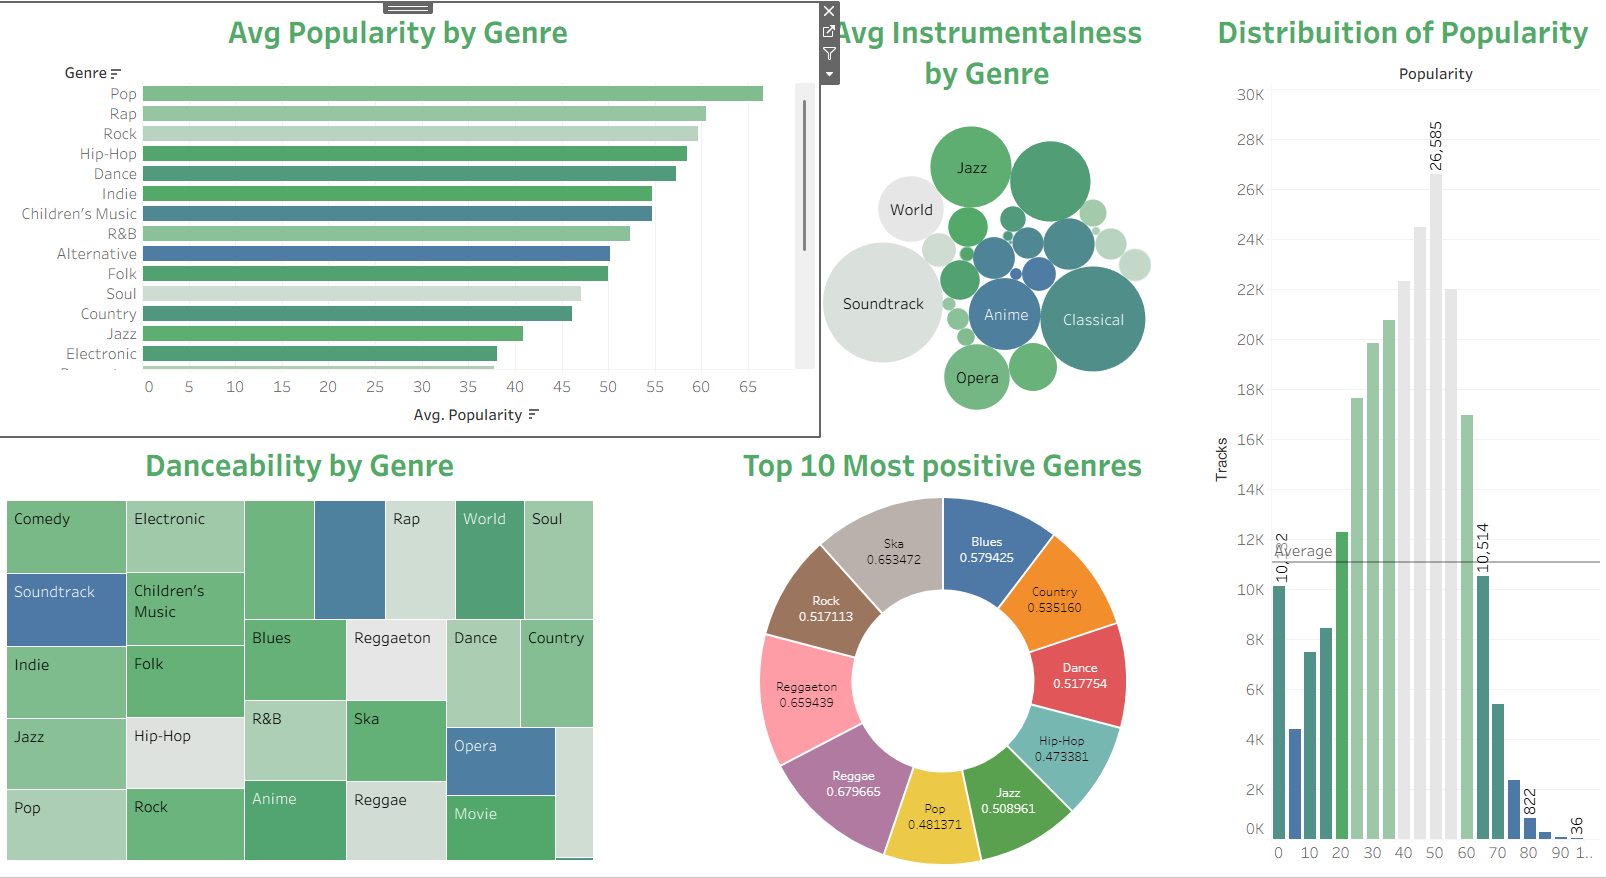 Avg Popularity by Genre
Genre
Pop
Rap
Rock
Hip-Hop
Dance
Indie
Children's Music
R&B
Alternative
Folk
Soul
Country
Jazz
Electronic
0 5 10 15 20 25 30 35 40 45 50 55 60 65
Avg. Popularity
Avg Instrumentalness
by Genre
Jazz
World
Soundtrack
Anime
Classical
Opera
Distribuition of Popularity
Popularity
30K
28K
26K
24K
22K
20K
18K
16K
14K
12K
10K
8K
6K
4K
2K
0K
Tracks
Average
26,585
10,514
822
36
0 10 20 30 40 50 60 70 80 90 1..
Danceability by Genre
Comedy
Soundtrack
Indie
Jazz
Pop
Electronic
Children's
Music
Folk
Hip-Hop
Rock
Rap
World
Soul
Blues
Reggaeton
Dance
Country
R&B
Ska
Opera
Anime
Reggae
Movie
Top 10 Most positive Genres
Blues
0.579425
Country
0.535160
Dance
0.517754
Hip-Hop
0.473381
Jazz
0.508961
Pop
0.481371
Reggae
0.679665
Reggaeton
0.659439
Rock
0.517113
Ska
0.653472